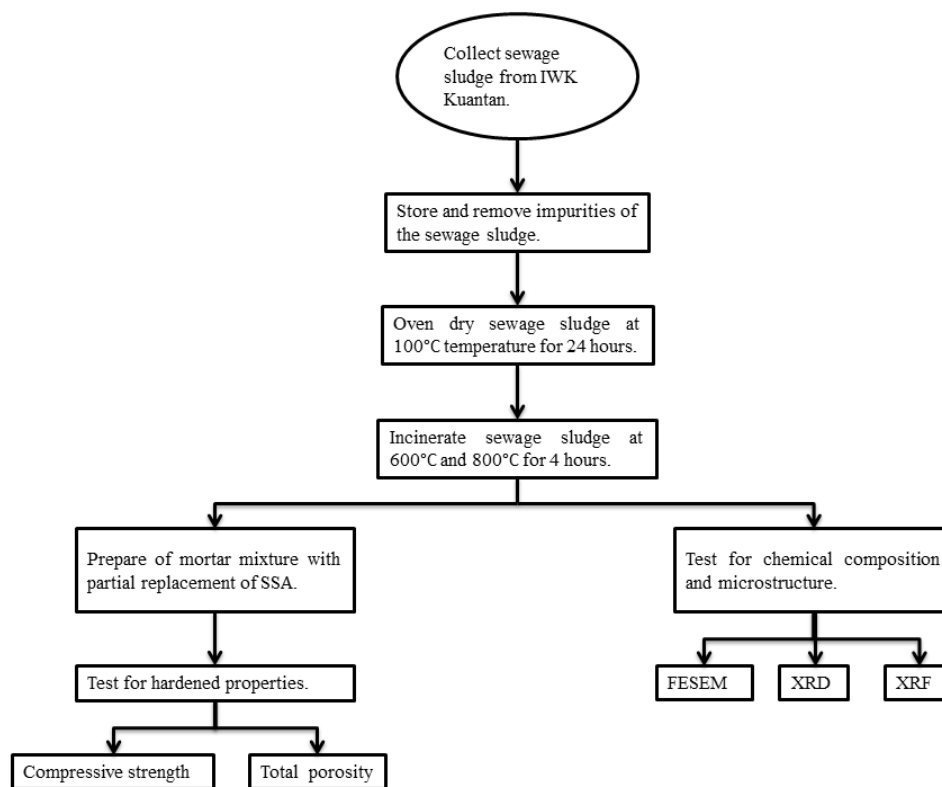 Collect sewage
sludge from IWK
Kuantan.
Store and remove impurities of
the sewage sludge.
Oven dry sewage sludge at
100°C temperature for 24 hours.
Incinerate sewage sludge at
600°C and 800°C for 4 hours.
Prepare of mortar mixture with
partial replacement of SSA.
Test for chemical composition
and microstructure.
Test for hardened properties.
FESEM
XRD
XRF
Compressive strength
Total porosity